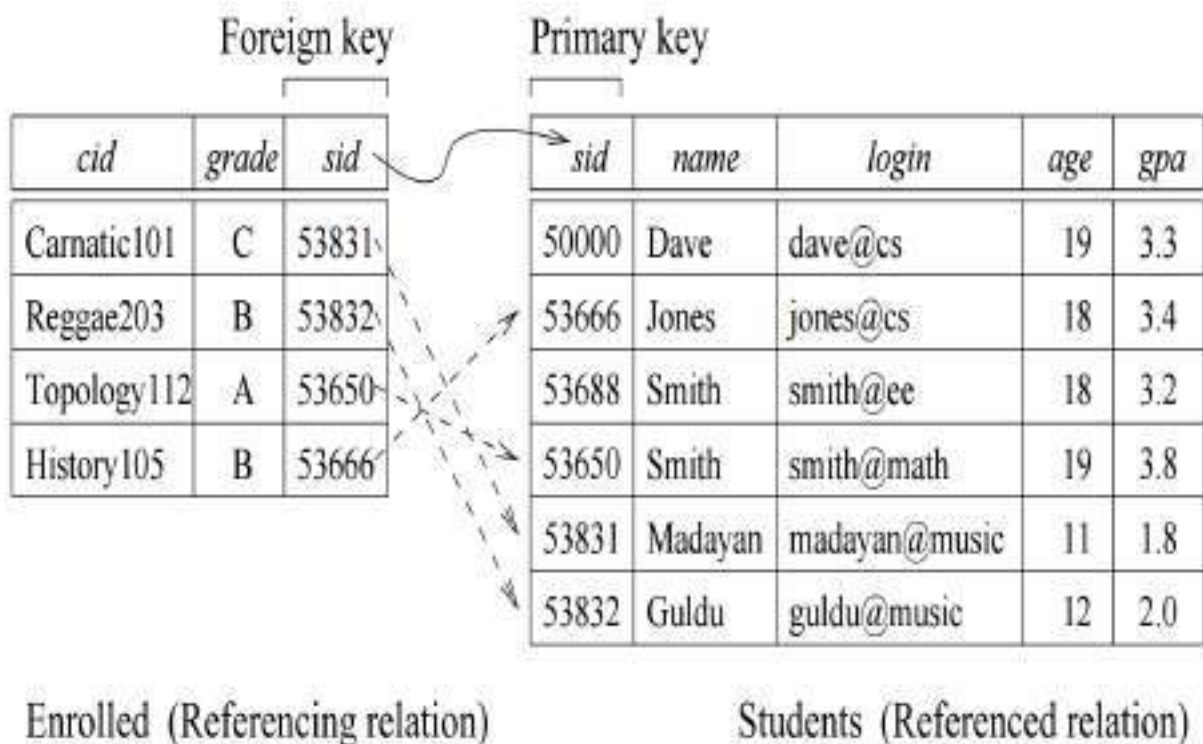 Foreign key
Primary key
cid grade sid
Carnatic101 C 53831
Reggae203 B 53832
Topology112 A 53650
History105 B 53666
sid name login age gpa
50000 Dave dave@cs 19 3.3
53666 Jones jones@cs 18 3.4
53688 Smith smith@ee 18 3.2
53650 Smith smith@math 19 3.8
53831 Madayan madayan@music 11 1.8
53832 Guldu guldu@music 12 2.0
Enrolled (Referencing relation)
Students (Referenced relation)